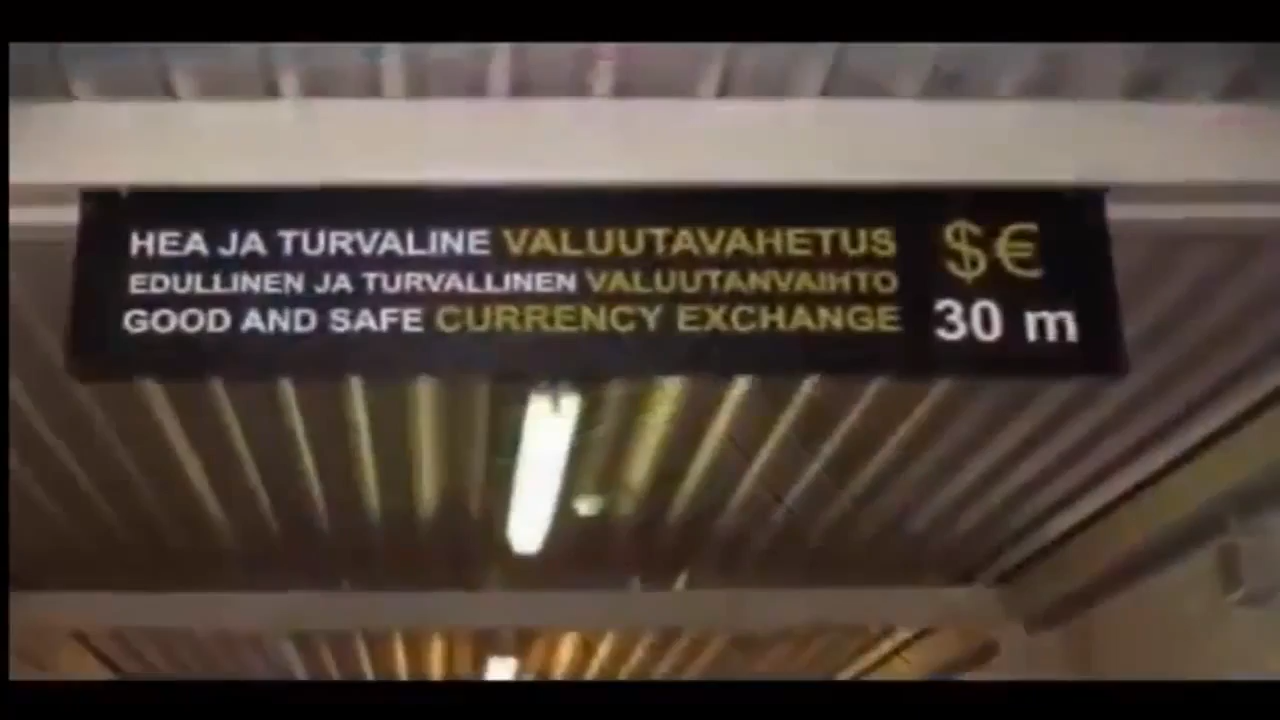 HEA JA TURVALINE VALUUTAVAHETUS
EDULLINEN JA TURVALLINEN VALUUTANVAIHTO
GOOD AND SAFE CURRENCY EXCHANGE
$€
30 m